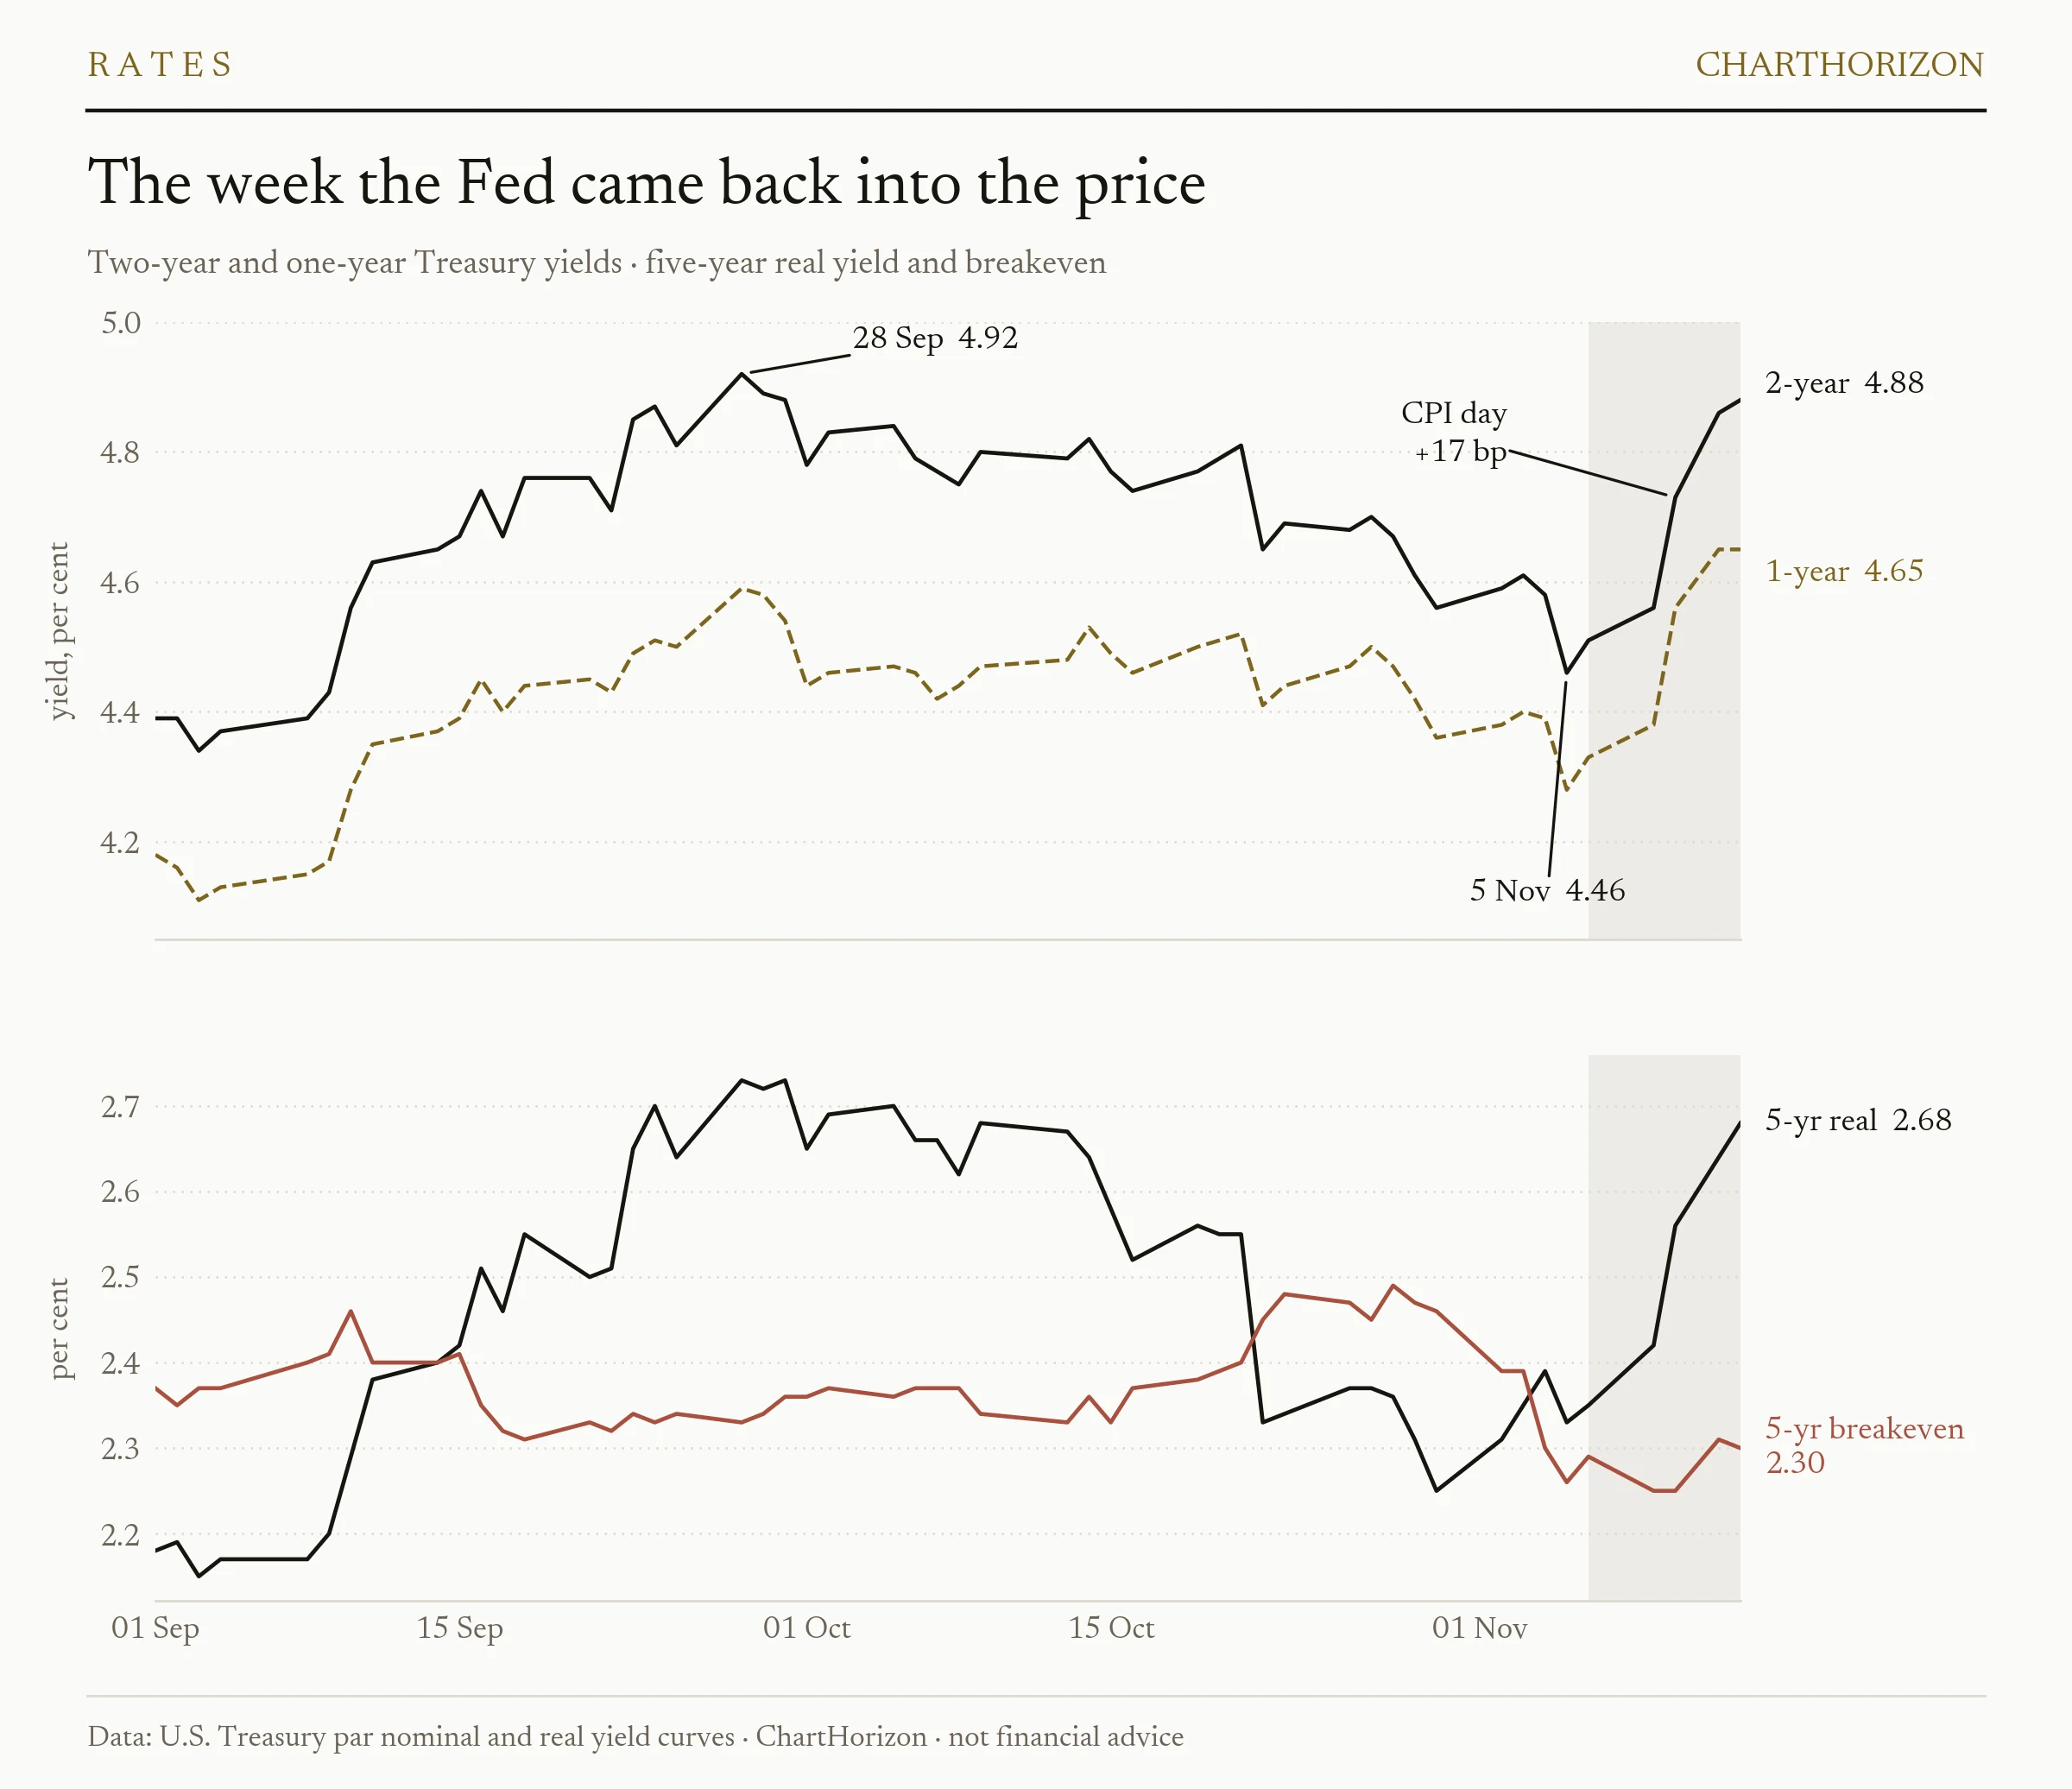 RATES
CHARTHORIZON
The week the Fed came back into the price
Two-year and one-year Treasury yields · five-year real yield and breakeven
5.0
28 Sep 4.92
2-year 4.88
CPI day
+17 bp
4.8
4.6
1-year 4.65
yield, per cent
4.4
4.2
5 Nov 4.46
2.7
5-yr real 2.68
2.6
2.5
per cent
2.4
5-yr breakeven
2.30
2.3
2.2
01 Sep
15 Sep
01 Oct
15 Oct
01 Nov
Data: U.S. Treasury par nominal and real yield curves · ChartHorizon · not financial advice